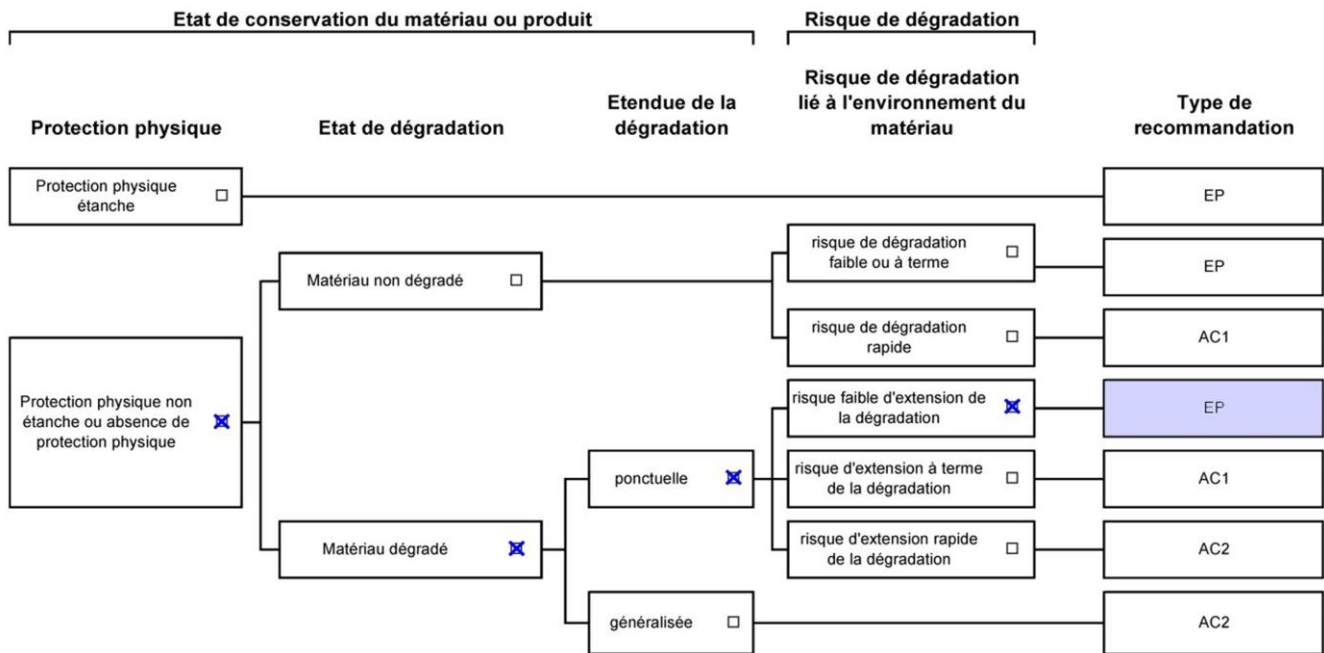 Etat de conservation du matériau ou produit
Risque de dégradation
Protection physique
Etat de dégradation
Etendue de la
dégradation
Risque de dégradation
lié à l'environnement du
matériau
Type de
recommandation
Protection physique
étanche
EP
risque de dégradation
faible ou à terme
EP
Matériau non dégradé
risque de dégradation
rapide
AC1
Protection physique non
étanche ou absence de
protection physique
risque faible d'extension de
la dégradation
EP
ponctuelle
risque d'extension à terme
de la dégradation
AC1
Matériau dégradé
risque d'extension rapide
de la dégradation
AC2
généralisée
AC2